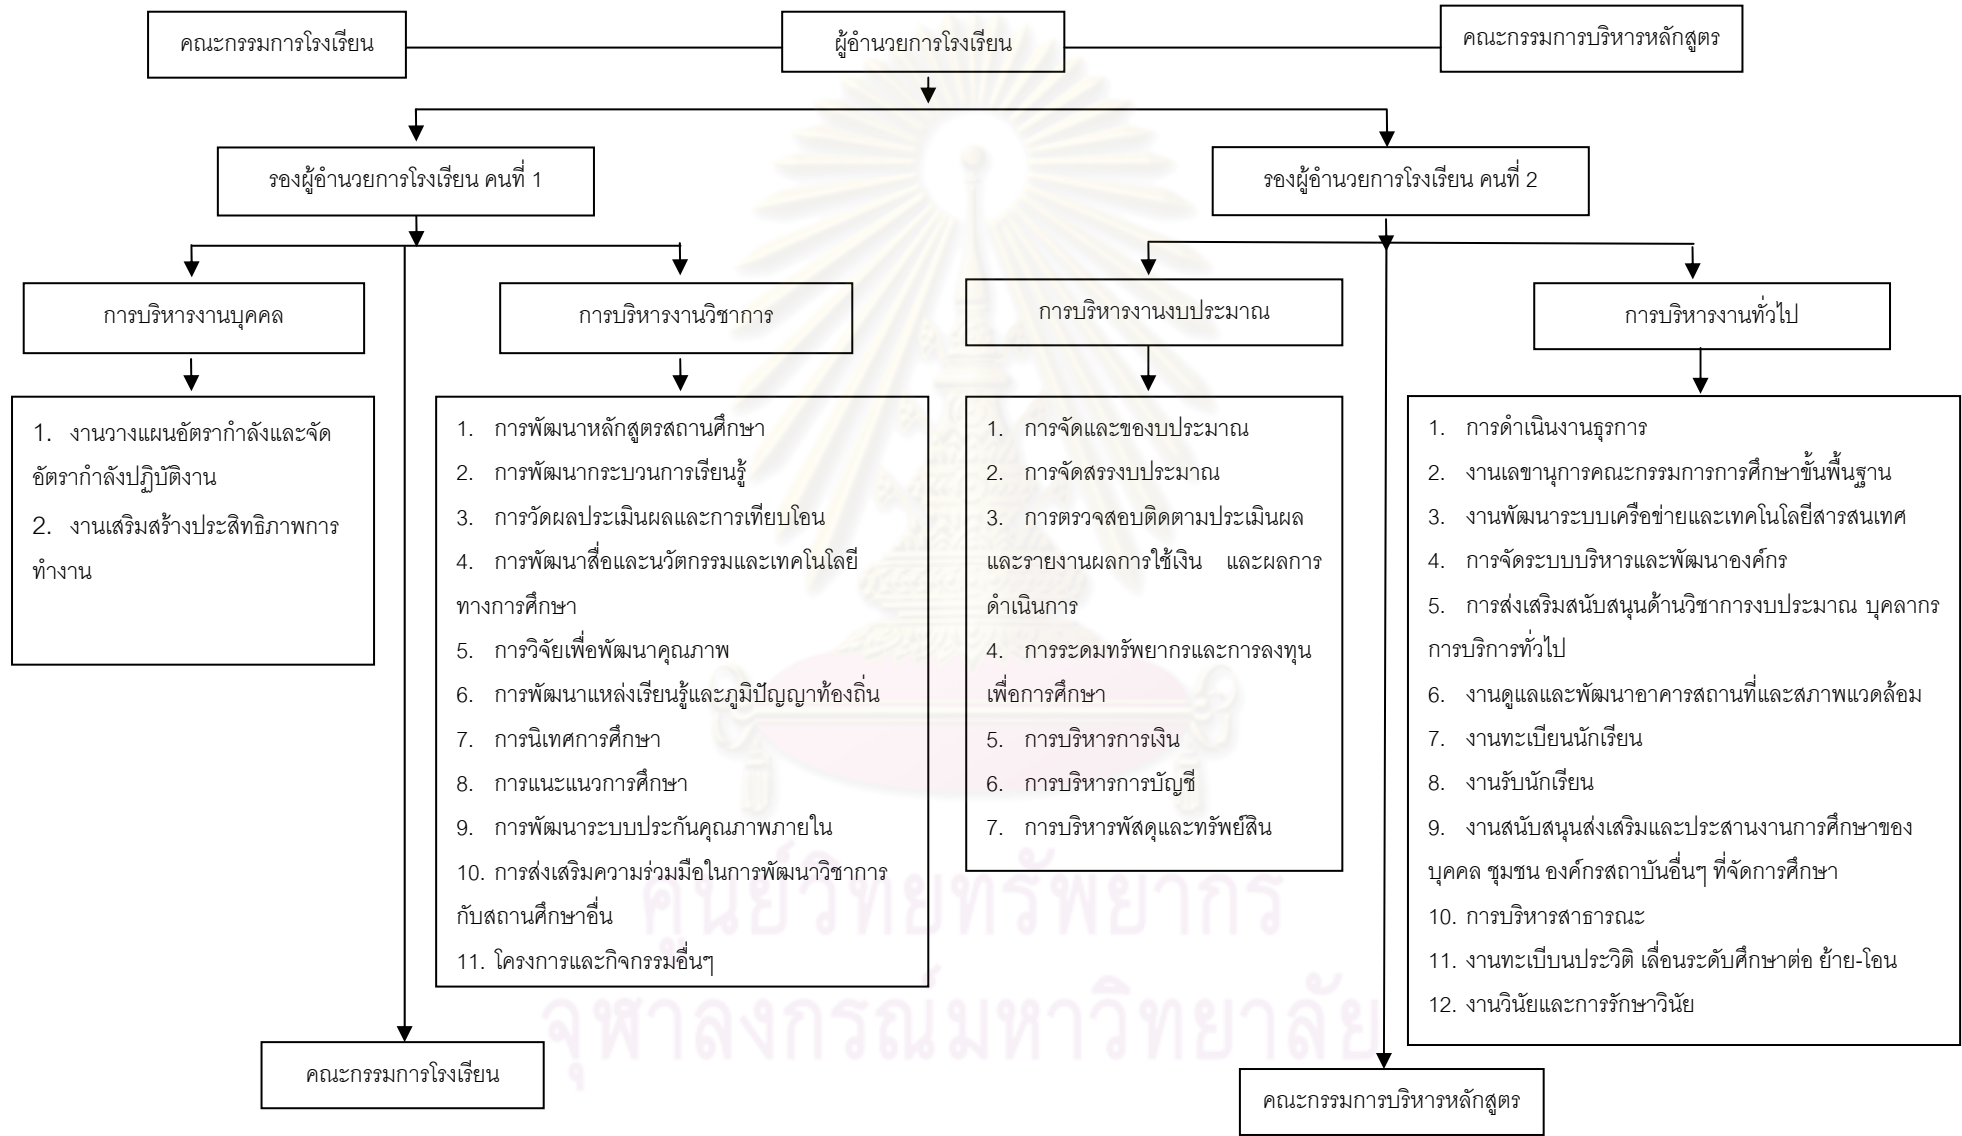 คณะกรรมการโรงเรียน
ผู้อำนวยการโรงเรียน
คณะกรรมการบริหารหลักสูตร
รองผู้อำนวยการโรงเรียน คนที่ 1
รองผู้อำนวยการโรงเรียน คนที่ 2
การบริหารงานบุคคล
การบริหารงานวิชาการ
การบริหารงานงบประมาณ
การบริหารงานทั่วไป
1. งานวางแผนอัตรากำลังและจัด
อัตรากำลังปฏิบัติงาน
2. งานเสริมสร้างประสิทธิภาพการ
ทำงาน
1. การพัฒนาหลักสูตรสถานศึกษา
2. การพัฒนากระบวนการเรียนรู้
3. การวัดผลประเมินผลและการเทียบโอน
4. การพัฒนาสื่อและนวัตกรรมและเทคโนโลยี
ทางการศึกษา
5. การวิจัยเพื่อพัฒนาคุณภาพ
6. การพัฒนาแหล่งเรียนรู้และภูมิปัญญาท้องถิ่น
7. การนิเทศการศึกษา
8. การแนะแนวการศึกษา
9. การพัฒนาระบบประกันคุณภาพภายใน
10. การส่งเสริมความร่วมมือในการพัฒนาวิชาการ
กับสถานศึกษาอื่น
11. โครงการและกิจกรรมอื่นๆ
1. การจัดและของบประมาณ
2. การจัดสรรงบประมาณ
3. การตรวจสอบติดตามประเมินผล
และรายงานผลการใช้เงิน และผลการ
ดำเนินการ
4. การระดมทรัพยากรและการลงทุน
เพื่อการศึกษา
5. การบริหารการเงิน
6. การบริหารการบัญชี
7. การบริหารพัสดุและทรัพย์สิน
1. การดำเนินงานธุรการ
2. งานเลขานุการคณะกรรมการการศึกษาขั้นพื้นฐาน
3. งานพัฒนาระบบเครือข่ายและเทคโนโลยีสารสนเทศ
4. การจัดระบบบริหารและพัฒนาองค์กร
5. การส่งเสริมสนับสนุนด้านวิชาการงบประมาณ บุคลากร
การบริการทั่วไป
6. งานดูแลและพัฒนาอาคารสถานที่และสภาพแวดล้อม
7. งานทะเบียนนักเรียน
8. งานรับนักเรียน
9. งานสนับสนุนส่งเสริมและประสานงานการศึกษาของ
บุคคล ชุมชน องค์กรสถาบันอื่นๆ ที่จัดการศึกษา
10. การบริหารสาธารณะ
11. งานทะเบีบนประวิติ เลื่อนระดับศึกษาต่อ ย้าย-โอน
12. งานวินัยและการรักษาวินัย
ศูนย์วิทยทรัพยากร
จุฬาลงกรณ์มหาวิทยาลัย
คณะกรรมการโรงเรียน
คณะกรรมการบริหารหลักสูตร